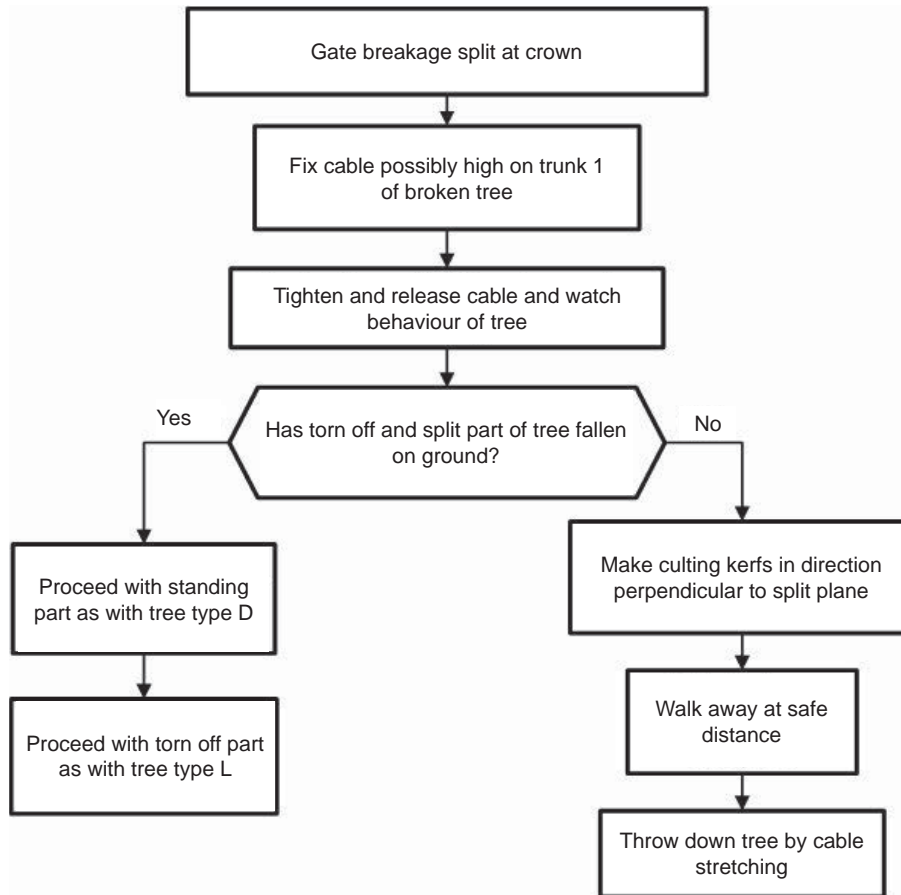 Gate breakage split at crown
Fix cable possibly high on trunk 1
of broken tree
Tighten and release cable and watch
behaviour of tree
Has torn off and split part of tree fallen
on ground?
Yes
No
Proceed with standing
part as with tree type D
Proceed with torn off part
as with tree type L
Make culting kerfs in direction
perpendicular to split plane
Walk away at safe
distance
Throw down tree by cable
stretching